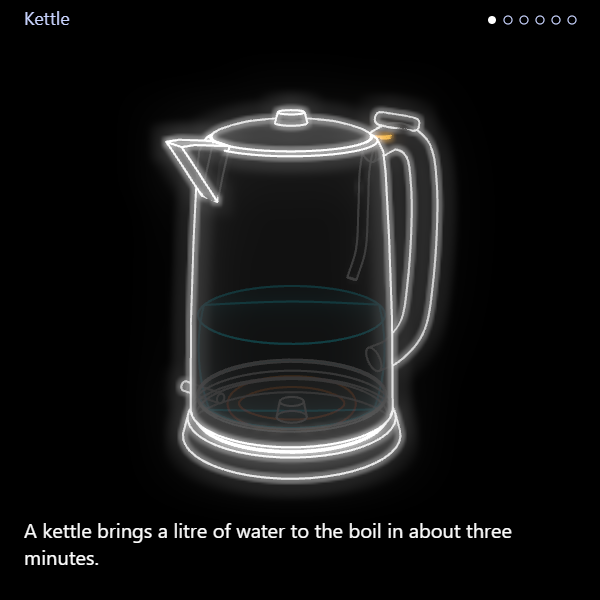 Kettle
A kettle brings a litre of water to the boil in about three
minutes.